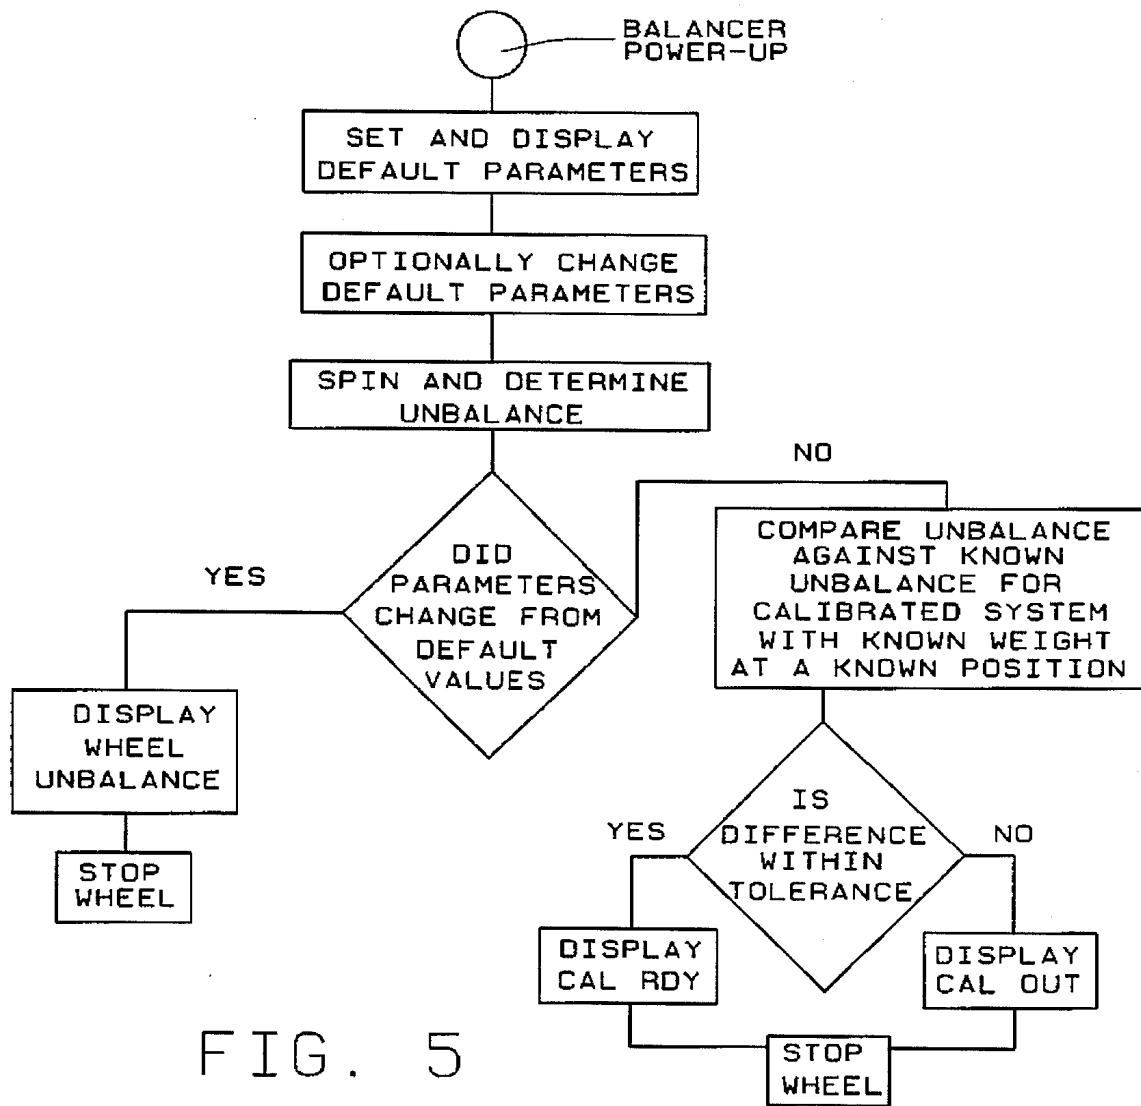 BALANCER
POWER-UP
SET AND DISPLAY
DEFAULT PARAMETERS
OPTIONALLY CHANGE
DEFAULT PARAMETERS
SPIN AND DETERMINE
UNBALANCE
DID
PARAMETERS
CHANGE FROM
DEFAULT
VALUES
YES
NO
DISPLAY
WHEEL
UNBALANCE
STOP
WHEEL
COMPARE UNBALANCE
AGAINST KNOWN
UNBALANCE FOR
CALIBRATED SYSTEM
WITH KNOWN WEIGHT
AT A KNOWN POSITION
IS
DIFFERENCE
WITHIN
TOLERANCE
YES
NO
DISPLAY
CAL RDY
DISPLAY
CAL OUT
STOP
WHEEL
FIG. 5